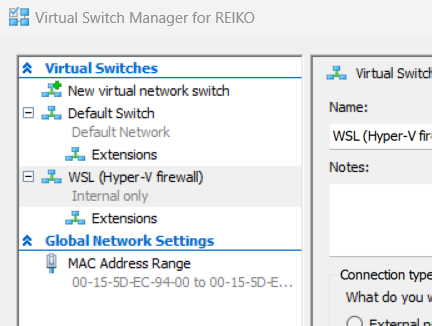 Virtual Switch Manager for REIKO
Virtual Switches
New virtual network switch
Default Switch
Default Network
Extensions
WSL (Hyper-V firewall)
Internal only
Extensions
Global Network Settings
MAC Address Range
00-15-5D-EC-94-00 to 00-15-5D-E...
Virtual Switch
Name:
WSL (Hyper-V fire
Notes:
Connection type
What do you w
External ne